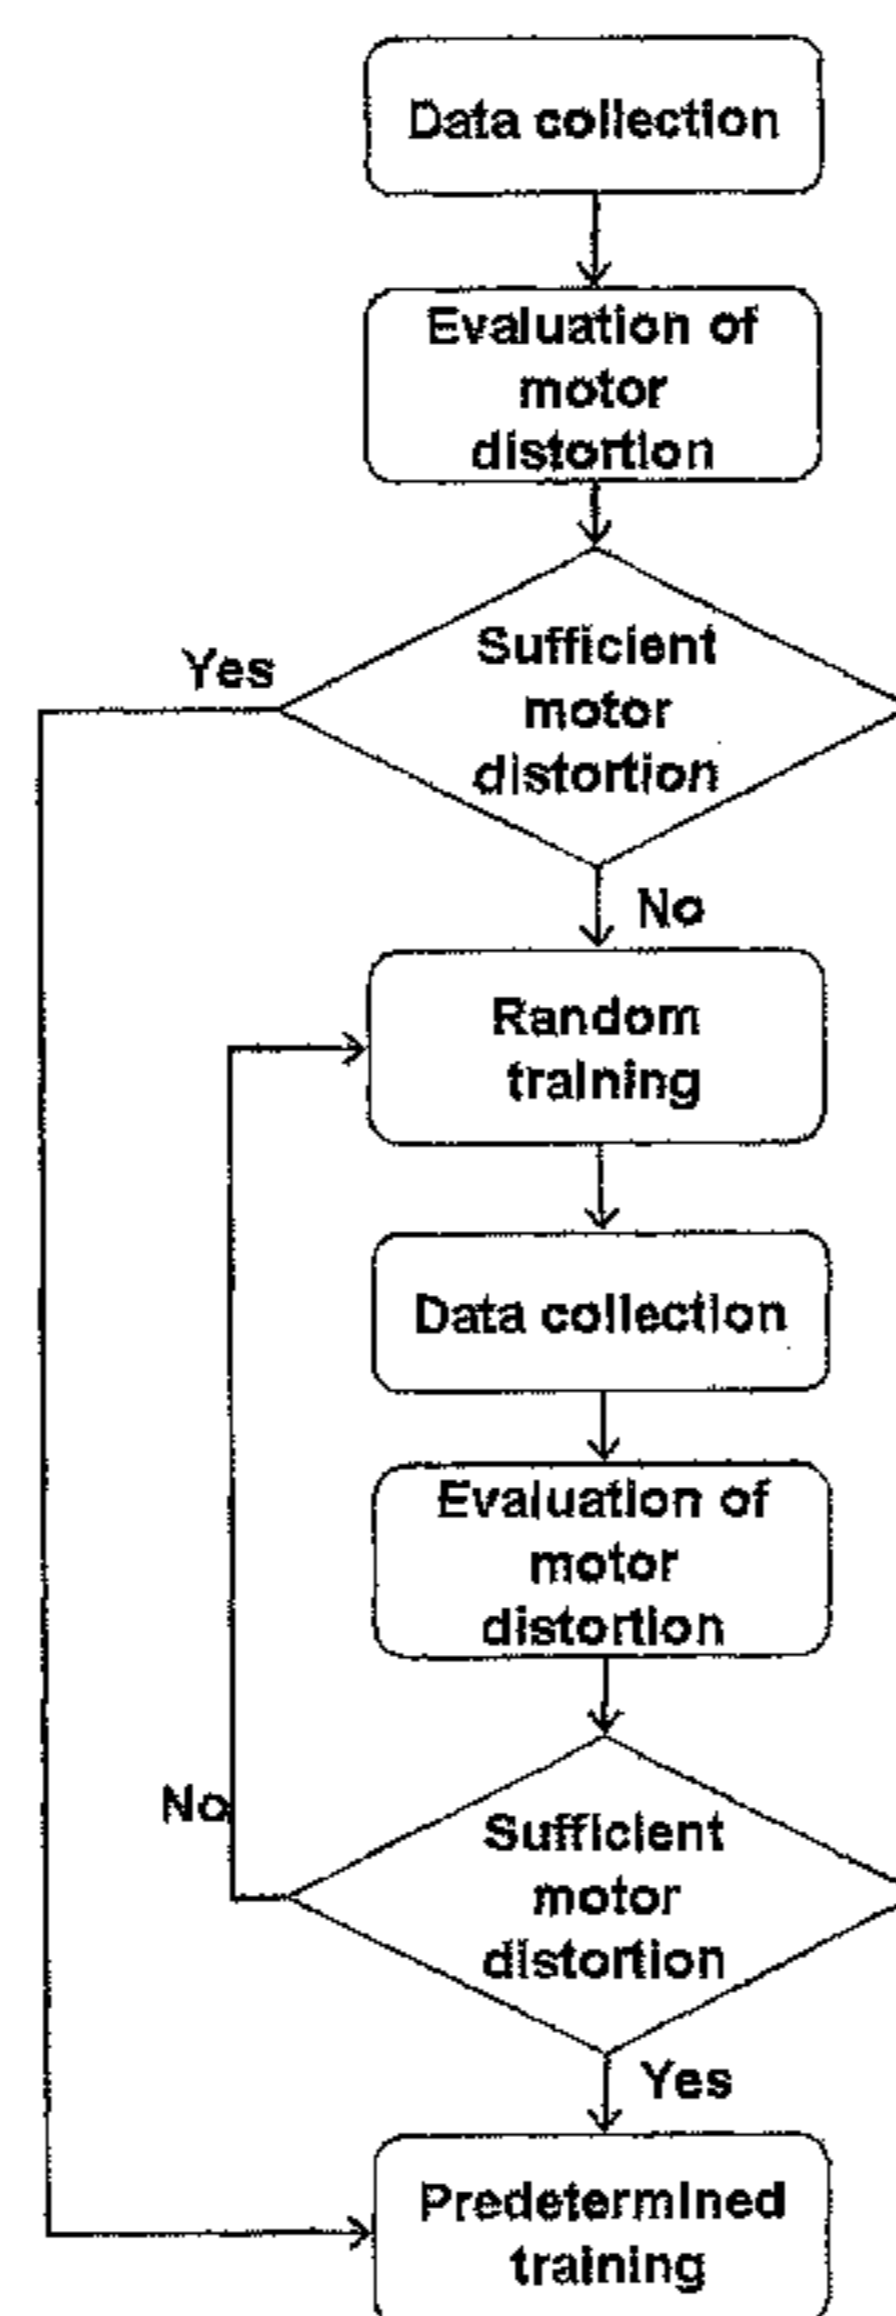 Data collection
Evaluation of
motor
distortion
Sufficient
motor
distortion
Yes
No
Random
training
Data collection
Evaluation of
motor
distortion
No
Sufficient
motor
distortion
Yes
Predetermined
training